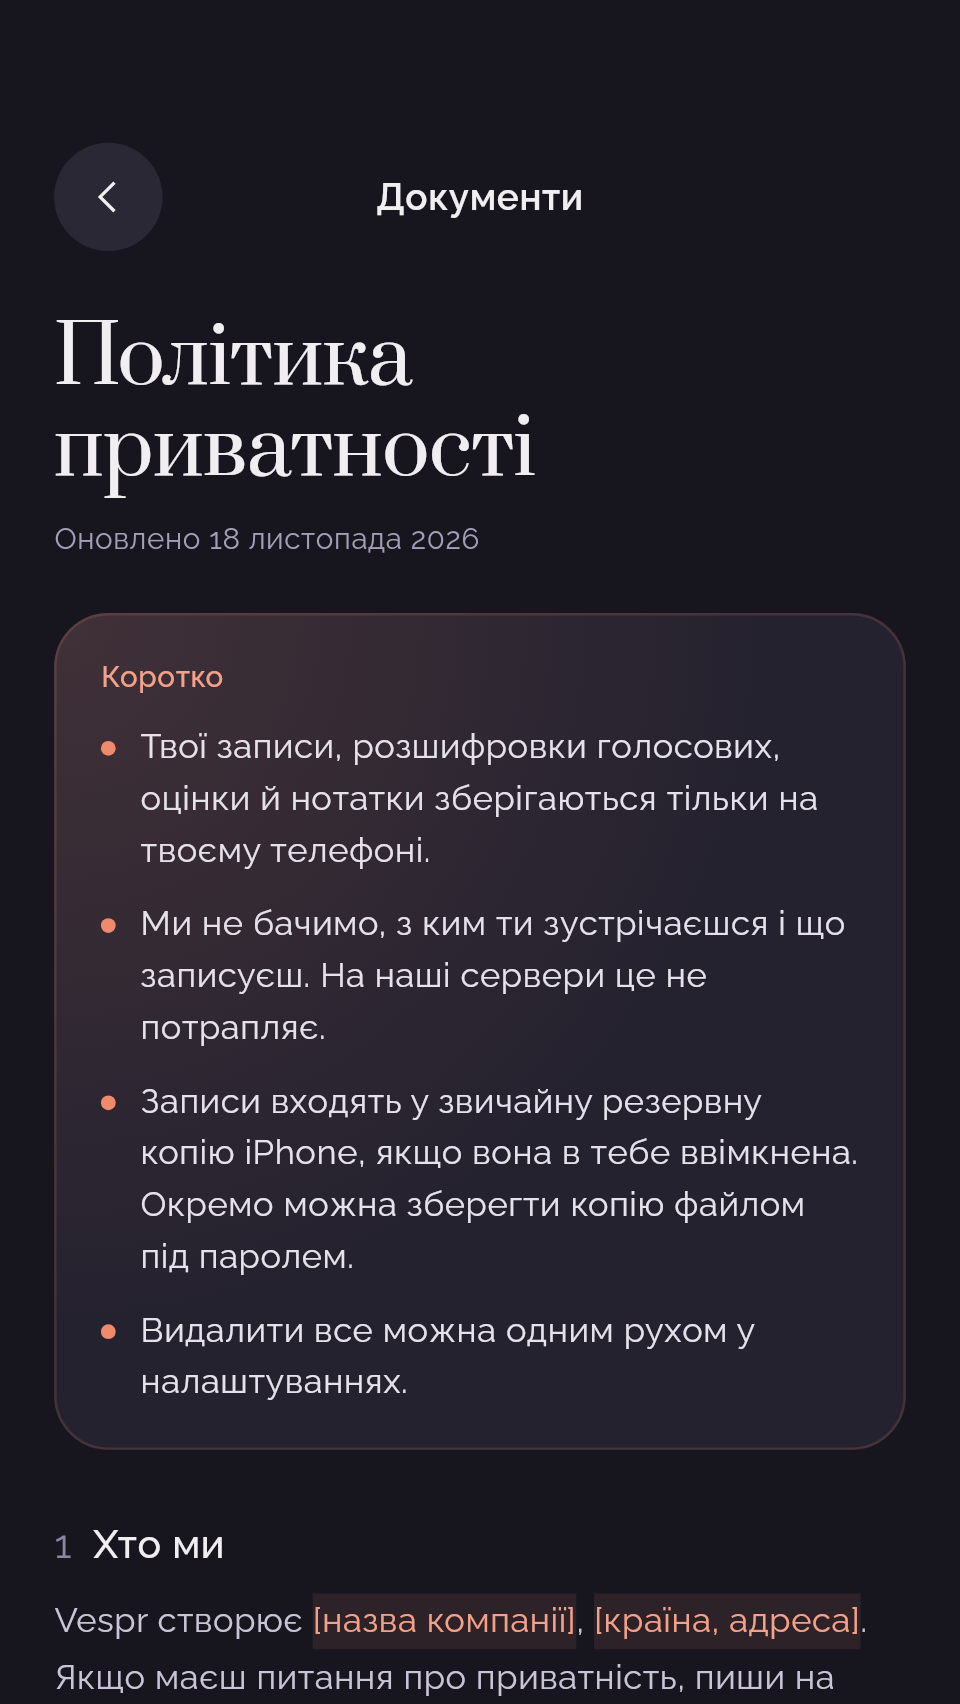 Документи
Політика
приватності
Оновлено 18 листопада 2026
Коротко
Твої записи, розшифровки голосових,
оцінки й нотатки зберігаються тільки на
твоєму телефоні.
Ми не бачимо, з ким ти зустрічаєшся і що
записуєш. На наші сервери це не
потрапляє.
Записи входять у звичайну резервну
копію iPhone, якщо вона в тебе ввімкнена.
Окремо можна зберегти копію файлом
під паролем.
Видалити все можна одним рухом у
налаштуваннях.
1 Хто ми
Vespr створює [назва компанії], [країна, адреса].
Якщо маєш питання про приватність, пиши на